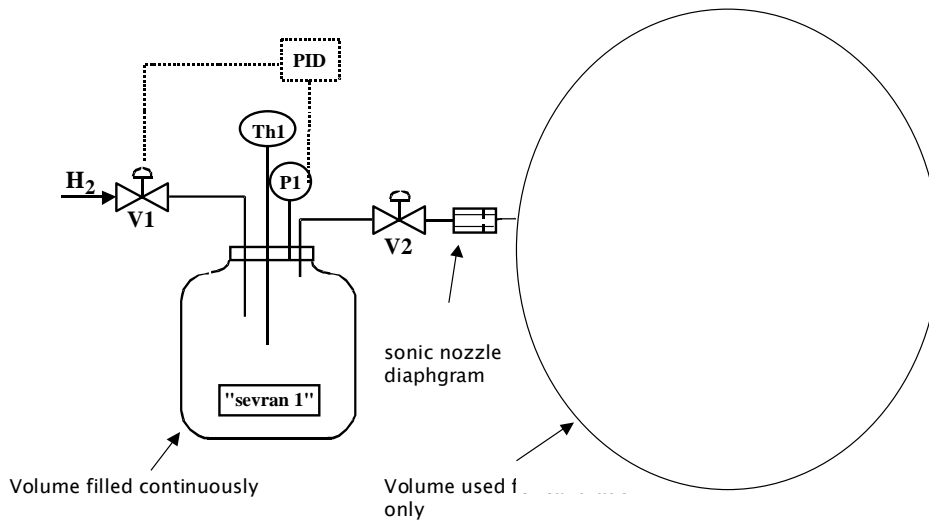 PID
Th1
P1
H2
V1
V2
sonic nozzle
diaphgram
"sevran 1"
Volume filled continuously
Volume used
only